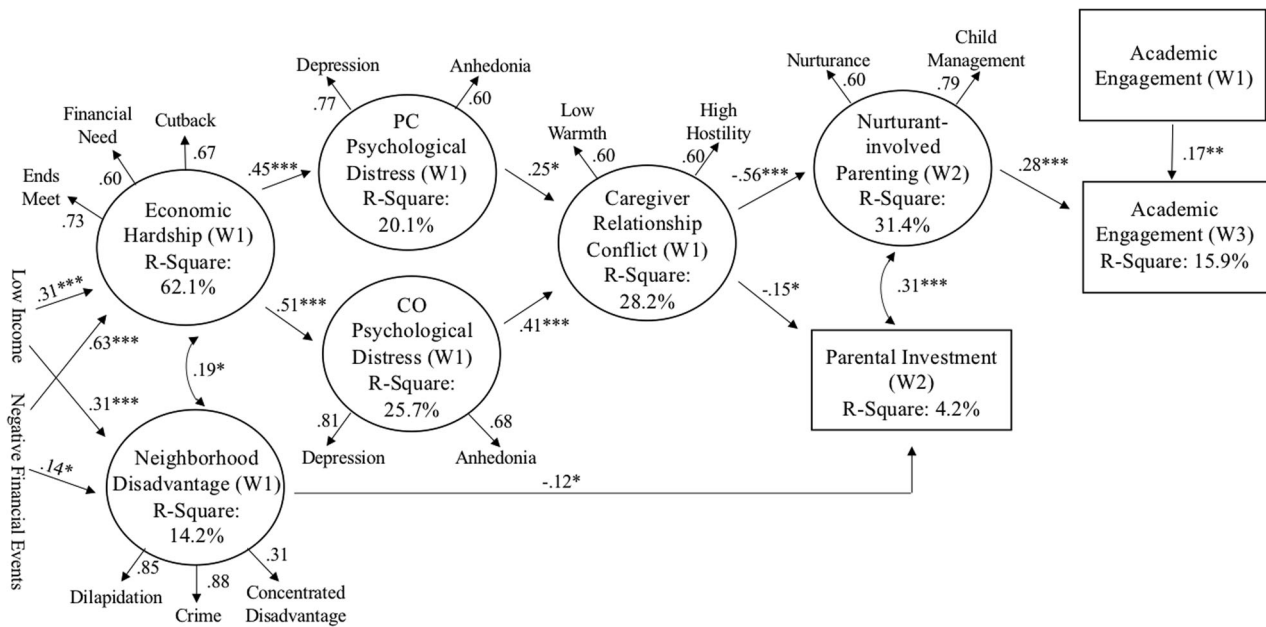 Depression
Anhedonia
.77
.60
PC
Psychological
Distress (W1)
R-Square:
20.1%
Financial
Need
Cutback
Ends
Meet
.60
.67
.73
Economic
Hardship (W1)
R-Square:
62.1%
.45***
.51***
CO
Psychological
Distress (W1)
R-Square:
25.7%
.81
.68
Depression
Anhedonia
Low Income
Negative Financial Events
.31***
.63***
.31***
.14*
.19*
Neighborhood
Disadvantage (W1)
R-Square:
14.2%
.85
.88
.31
Dilapidation
Crime
Concentrated
Disadvantage
-.12*
.25*
.41***
Low
Warmth
High
Hostility
.60
.60
Caregiver
Relationship
Conflict (W1)
R-Square:
28.2%
-.56***
-.15*
Nurturance
Child
Management
.60
.79
Nurturant-
involved
Parenting (W2)
R-Square:
31.4%
.31***
Parental Investment
(W2)
R-Square: 4.2%
.28***
Academic
Engagement (W1)
.17**
Academic
Engagement (W3)
R-Square: 15.9%